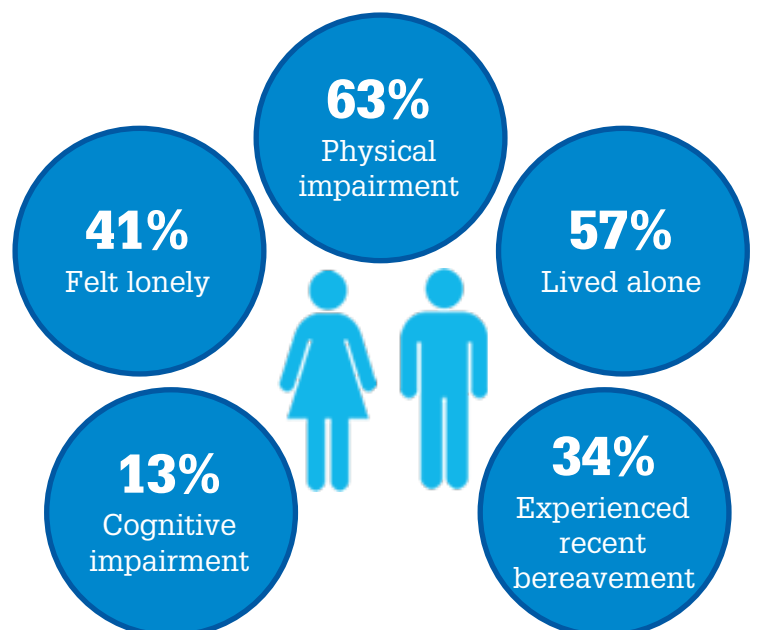 63%
Physical
impairment
41%
Felt lonely
57%
Lived alone
13%
Cognitive
impairment
34%
Experienced
recent
bereavement